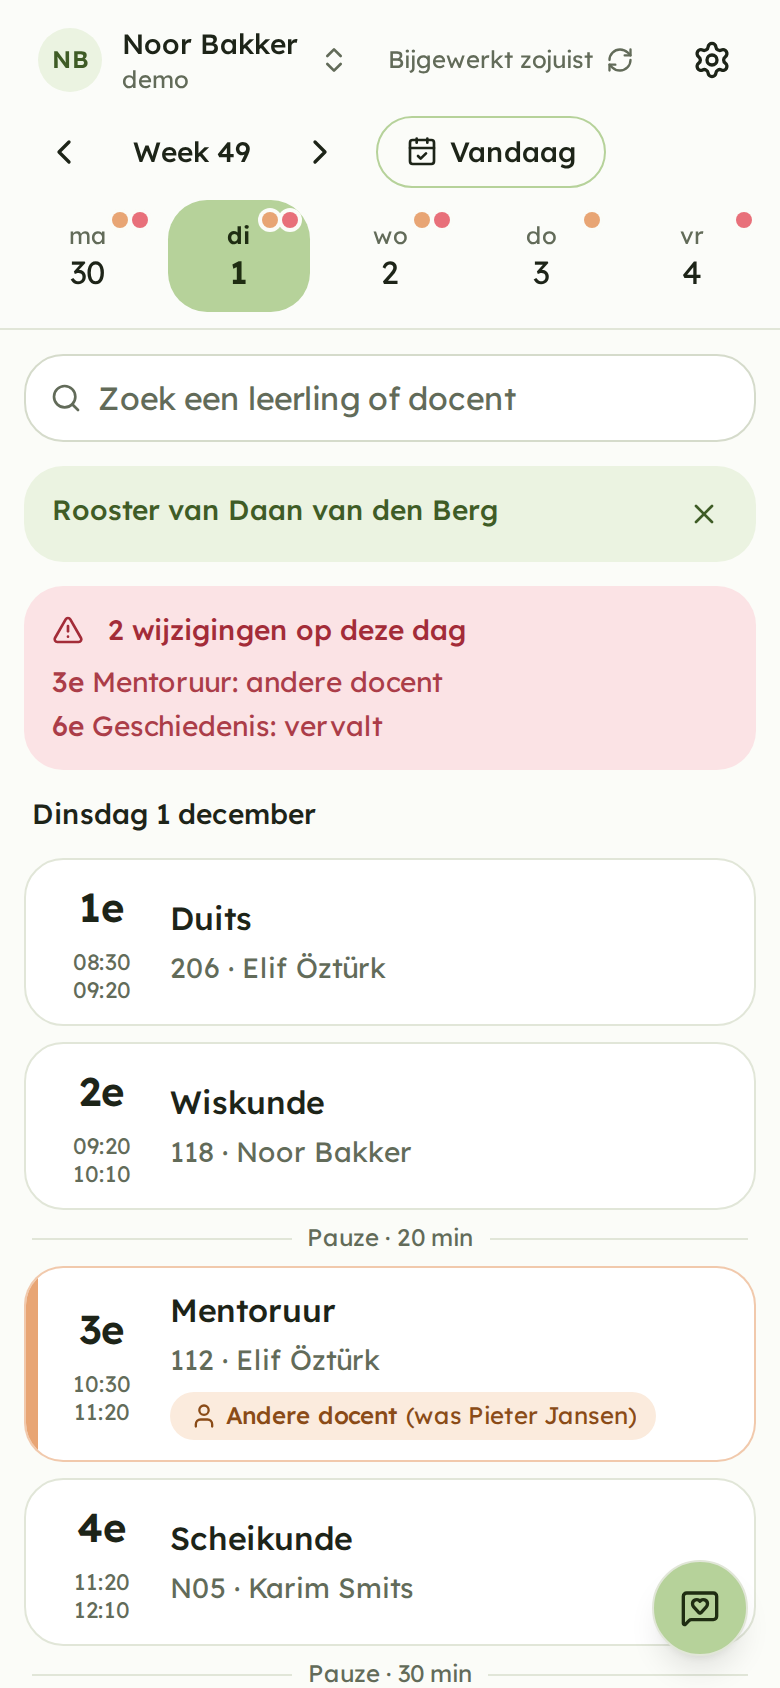 NB
Noor Bakker
demo
Bijgewerkt zojuist
Week 49
Vandaag
ma
30
di
1
wo
2
do
3
vr
4
Zoek een leerling of docent
Rooster van Daan van den Berg
2 wijzigingen op deze dag
3e Mentoruur: andere docent
6e Geschiedenis: vervalt
Dinsdag 1 december
1e
08:30
09:20
Duits
206 · Elif Öztürk
2e
09:20
10:10
Wiskunde
118 · Noor Bakker
Pauze · 20 min
3e
10:30
11:20
Mentoruur
112 · Elif Öztürk
Andere docent (was Pieter Jansen)
4e
11:20
12:10
Scheikunde
N05 · Karim Smits
Pauze · 30 min